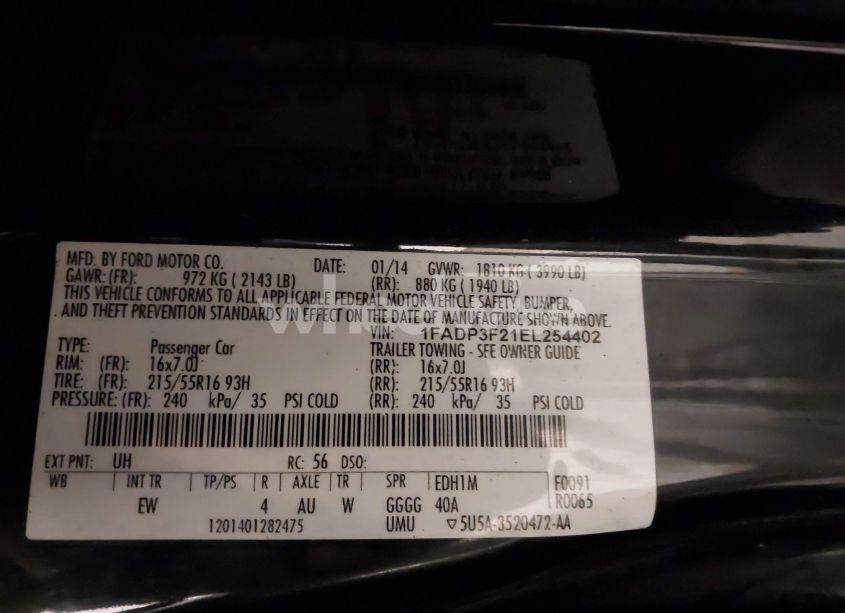 MFD. BY FORD MOTOR CO. DATE: 01/14 GVWR: 1810 KG ( 3990 LB)
GAWR: (FR): 972 KG ( 2143 LB) (RR): 880 KG ( 1940 LB)
THIS VEHICLE CONFORMS TO ALL APPLICABLE FEDERAL MOTOR VEHICLE SAFETY, BUMPER,
AND THEFT PREVENTION STANDARDS IN EFFECT ON THE DATE OF MANUFACTURE SHOWN ABOVE.
VIN: 1FADP3F21EL254402
TYPE: Passenger Car TRAILER TOWING - SEE OWNER GUIDE
RIM: (FR): 16x7.0J (RR): 16x7.0J
TIRE: (FR): 215/55R16 93H (RR): 215/55R16 93H
PRESSURE: (FR): 240 kPa/ 35 PSI COLD (RR): 240 kPa/ 35 PSI COLD
EXT PNT: UH RC: 56 DSO:
WB INT TR TP/PS R AXLE TR SPR EDH1M F0091
EW 4 AU W GGGG 40A R0065
1201401282475 UMU ▽5U5A-3520472-AA